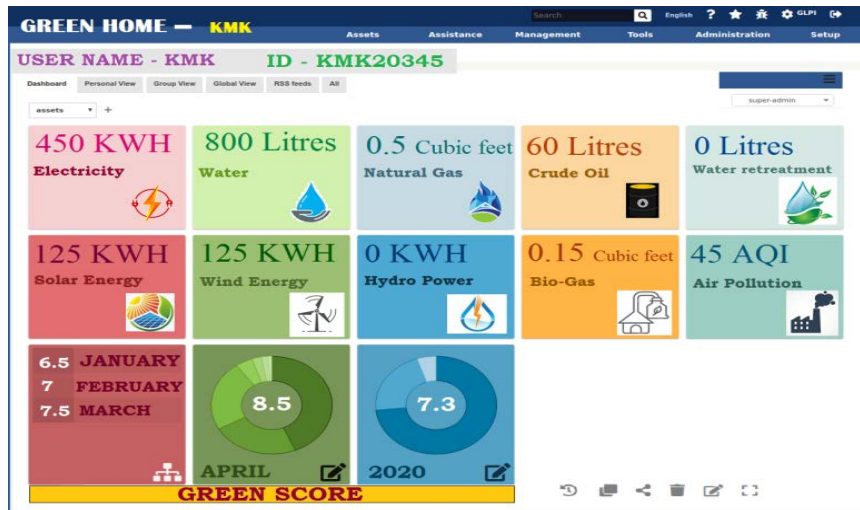 GREEN HOME — KMK
Search English ? GLPI
Assets Assistance Management Tools Administration Setup
USER NAME - KMK ID - KMK20345
Dashboard Personal View Group View Global View RSS feeds All
super-admin
assets +
450 KWH
Electricity
800 Litres
Water
0.5 Cubic feet
Natural Gas
60 Litres
Crude Oil
0 Litres
Water retreatment
125 KWH
Solar Energy
125 KWH
Wind Energy
0 KWH
Hydro Power
0.15 Cubic feet
Bio-Gas
45 AQI
Air Pollution
6.5 JANUARY
7 FEBRUARY
7.5 MARCH
8.5
APRIL
7.3
2020
GREEN SCORE